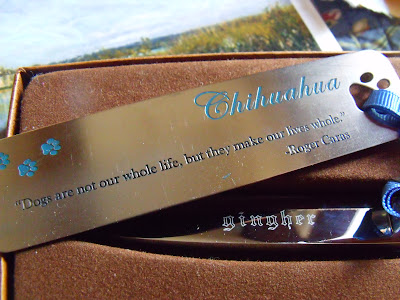 Chihuahua
"Dogs are not our whole life, but they make our lives whole."
-Roger Caras
gingher